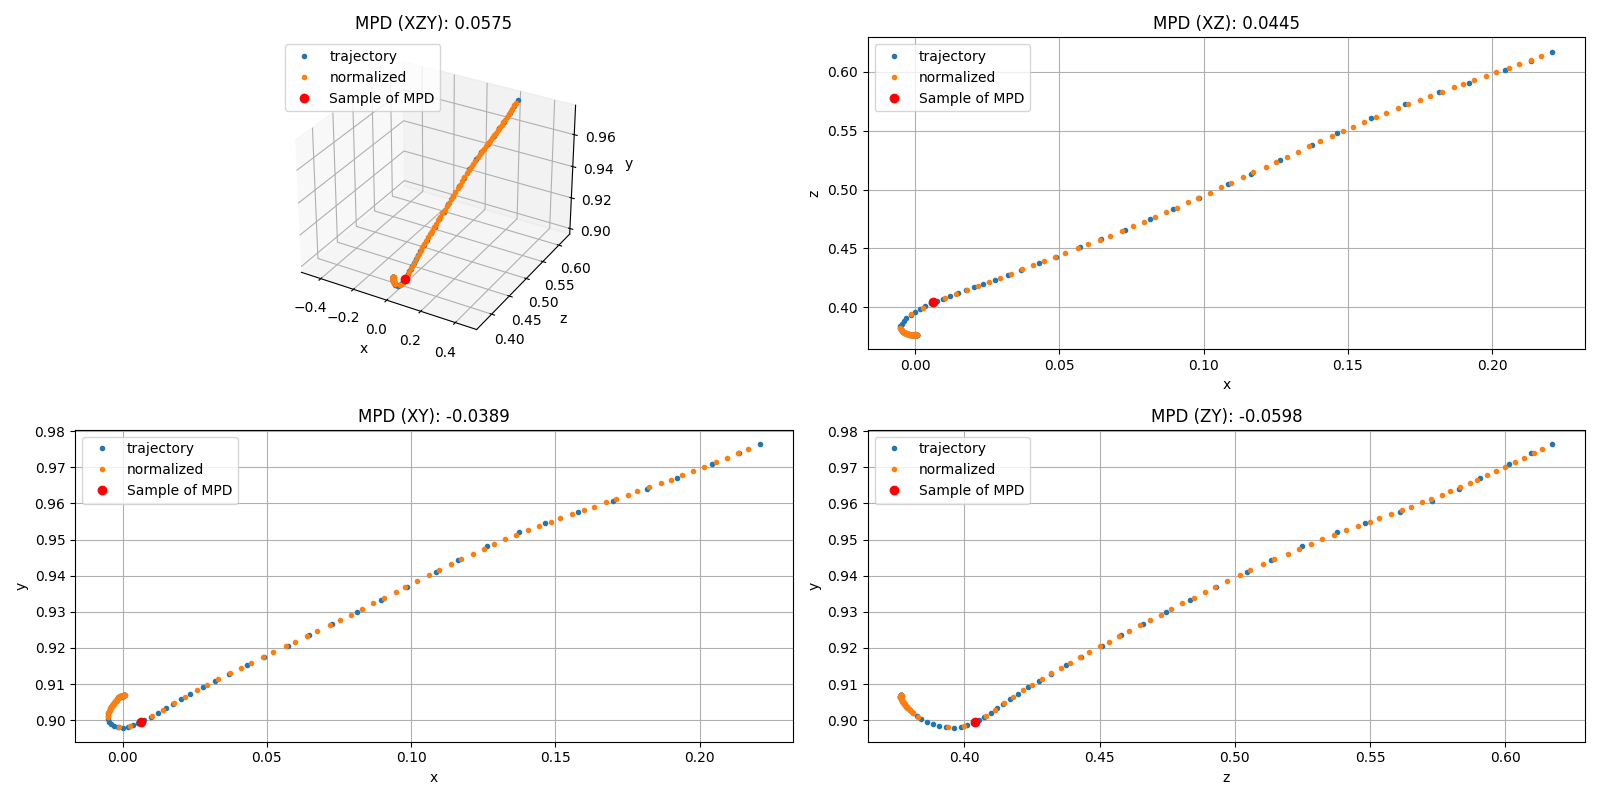 MPD (XZY): 0.0575
trajectory
normalized
Sample of MPD
0.96
0.94
0.92
0.90
y
0.60
0.55
0.50
0.45
0.40
z
−0.4
−0.2
0.0
0.2
0.4
x
MPD (XZ): 0.0445
trajectory
normalized
Sample of MPD
0.60
0.55
0.50
0.45
0.40
z
0.00 0.05 0.10 0.15 0.20
x
MPD (XY): -0.0389
trajectory
normalized
Sample of MPD
0.98
0.97
0.96
0.95
0.94
0.93
0.92
0.91
0.90
y
0.00 0.05 0.10 0.15 0.20
x
MPD (ZY): -0.0598
trajectory
normalized
Sample of MPD
0.98
0.97
0.96
0.95
0.94
0.93
0.92
0.91
0.90
y
0.40 0.45 0.50 0.55 0.60
z